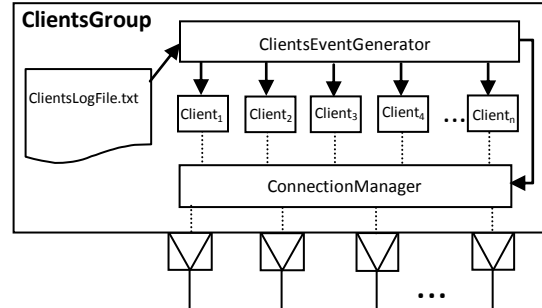 ClientsGroup
ClientsEventGenerator
ClientsLogFile.txt
Client1 Client2 Client3 Client4 ... Clientn
ConnectionManager
...